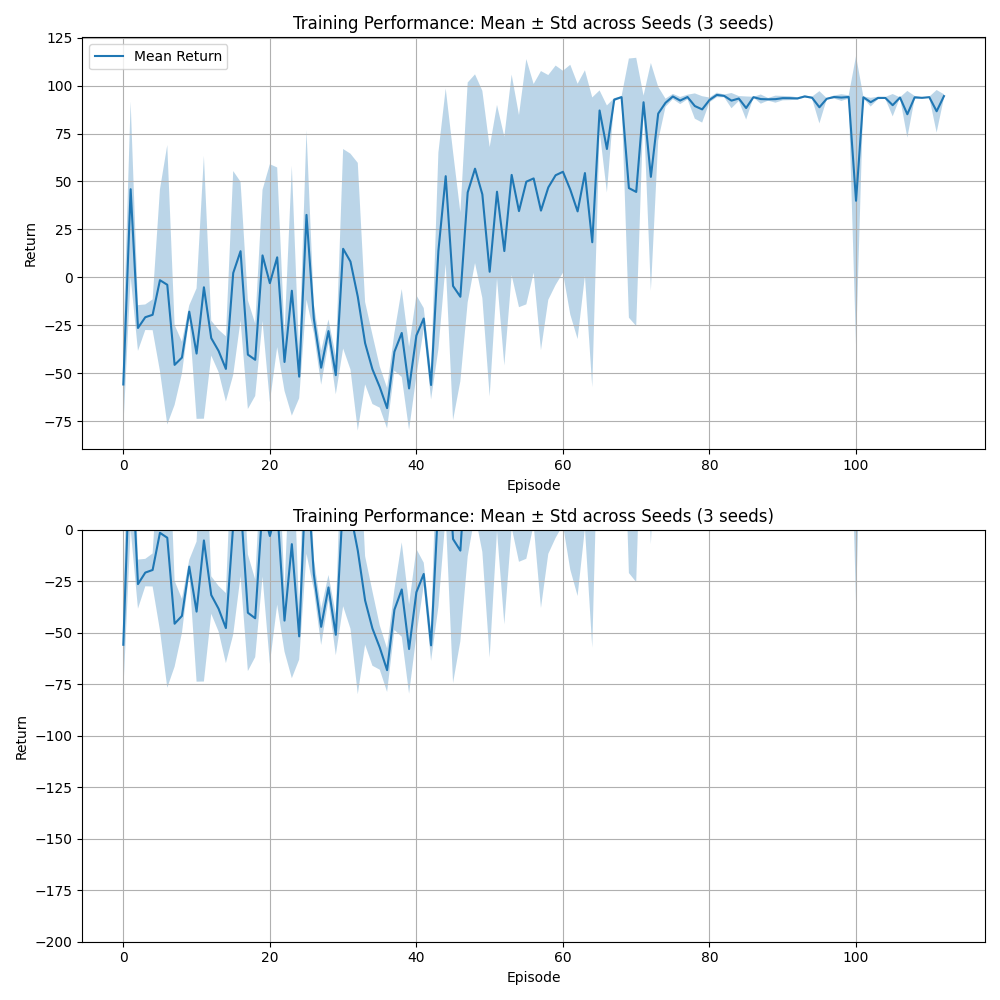 Training Performance: Mean ± Std across Seeds (3 seeds)
125
100
75
50
25
0
−25
−50
−75
Return
Mean Return
0 20 40 60 80 100
Episode
Training Performance: Mean ± Std across Seeds (3 seeds)
0
−25
−50
−75
−100
−125
−150
−175
−200
Return
0 20 40 60 80 100
Episode